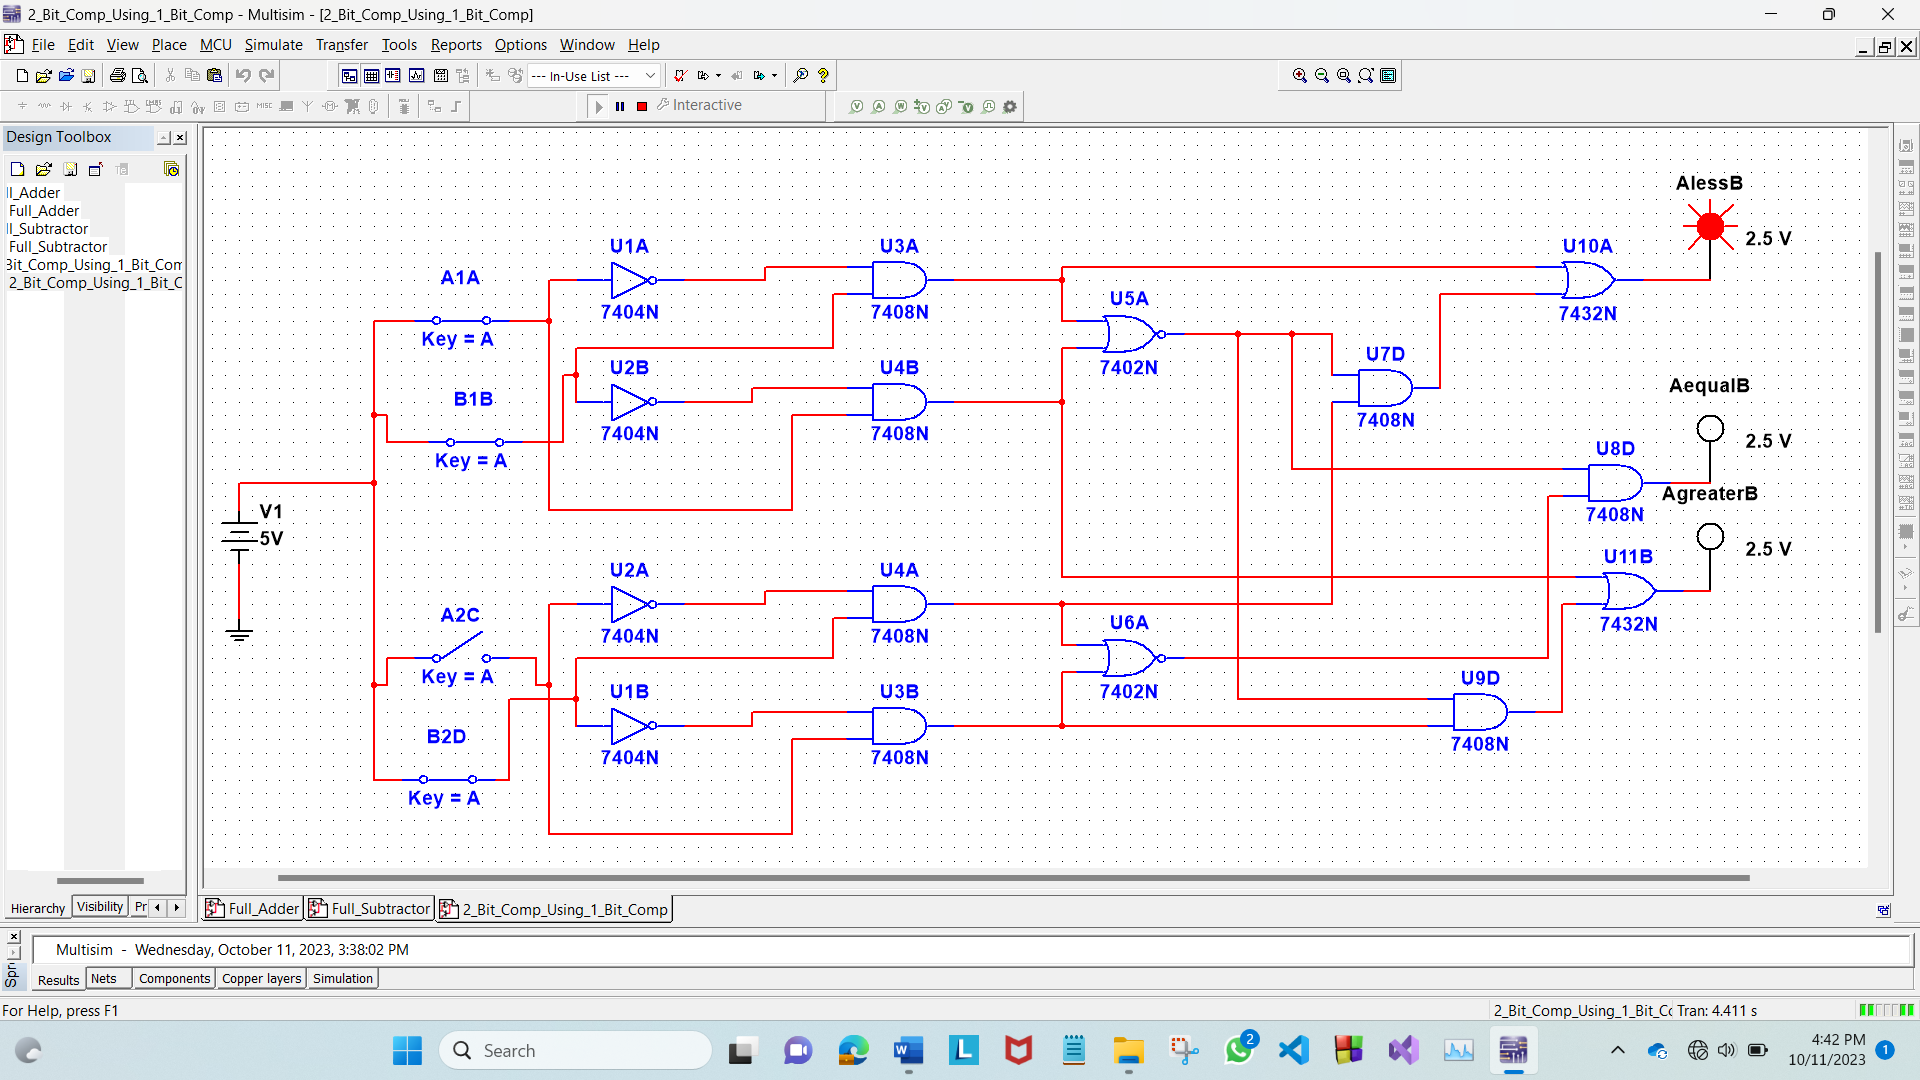 2_Bit_Comp_Using_1_Bit_Comp - Multisim - [2_Bit_Comp_Using_1_Bit_Comp]
File Edit View Place MCU Simulate Transfer Tools Reports Options Window Help
--- In-Use List ---
Interactive
Design Toolbox
ll_Adder
Full_Adder
ll_Subtractor
Full_Subtractor
3it_Comp_Using_1_Bit_Com
2_Bit_Comp_Using_1_Bit_C
Hierarchy Visibility Pr
AlessB
2.5 V
U1A
7404N
U3A
7408N
U10A
7432N
A1A
Key = A
U5A
7402N
U2B
7404N
U4B
7408N
U7D
7408N
B1B
Key = A
AequalB
2.5 V
U8D
7408N
AgreaterB
2.5 V
V1
5V
U11B
7432N
U2A
7404N
U4A
7408N
A2C
Key = A
U6A
7402N
U1B
7404N
U3B
7408N
U9D
7408N
B2D
Key = A
Full_Adder Full_Subtractor 2_Bit_Comp_Using_1_Bit_Comp
Multisim - Wednesday, October 11, 2023, 3:38:02 PM
Spr
Results Nets Components Copper layers Simulation
For Help, press F1
2_Bit_Comp_Using_1_Bit_Cc Tran: 4.411 s
Search
2
4:42 PM
10/11/2023
1